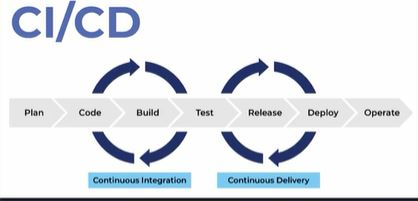 CI/CD
Plan Code Build Test Release Deploy Operate
Continuous Integration Continuous Delivery